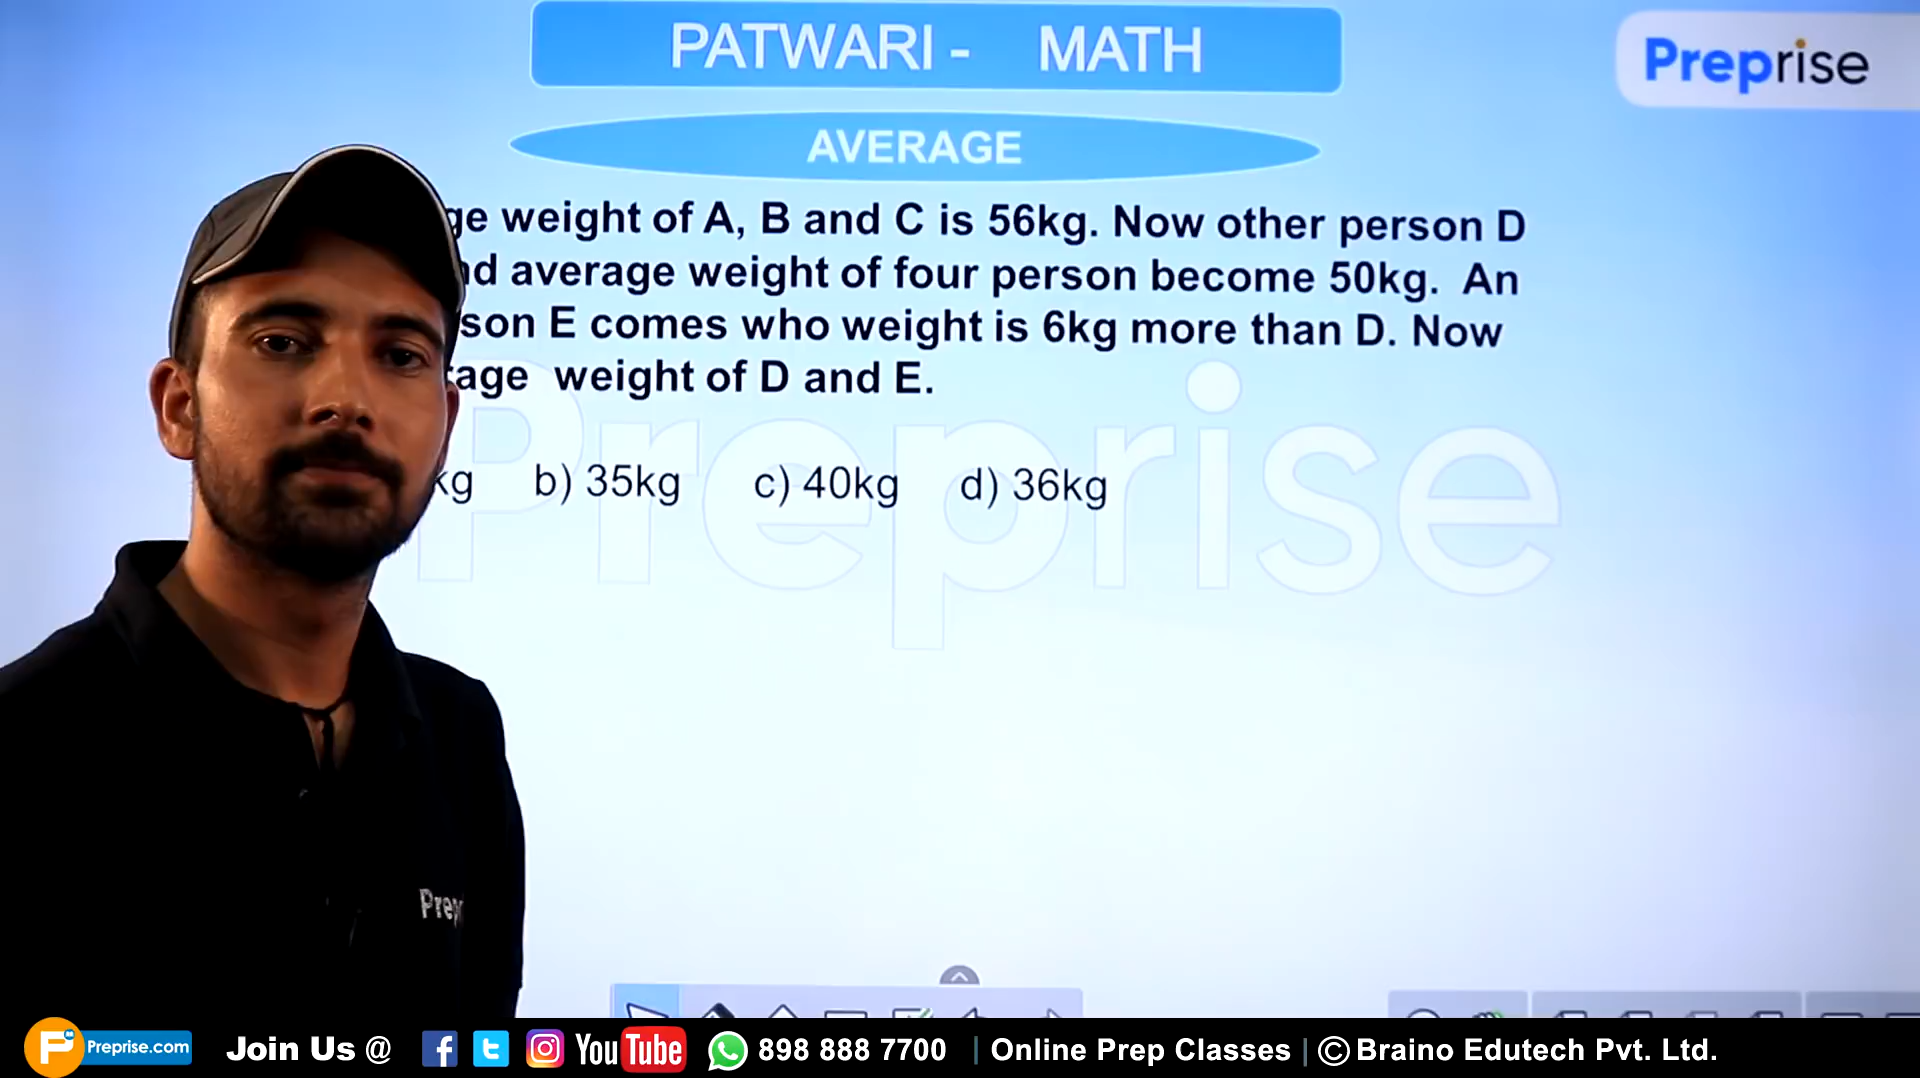 PATWARI - MATH
Preprise
AVERAGE
ge weight of A, B and C is 56kg. Now other person D
nd average weight of four person become 50kg. An
son E comes who weight is 6kg more than D. Now
rage weight of D and E.
kg b) 35kg c) 40kg d) 36kg
Preprise
Prepr
Preprise.com Join Us @ YouTube 898 888 7700 | Online Prep Classes | © Braino Edutech Pvt. Ltd.